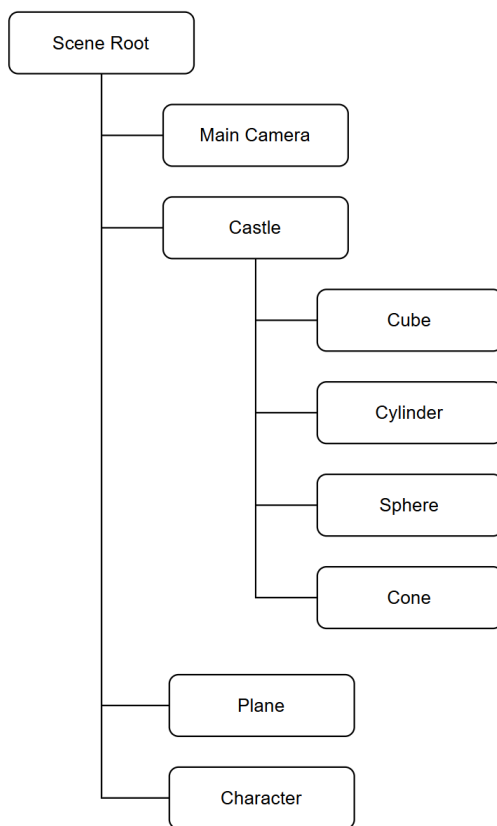 Scene Root
Main Camera
Castle
Cube
Cylinder
Sphere
Cone
Plane
Character